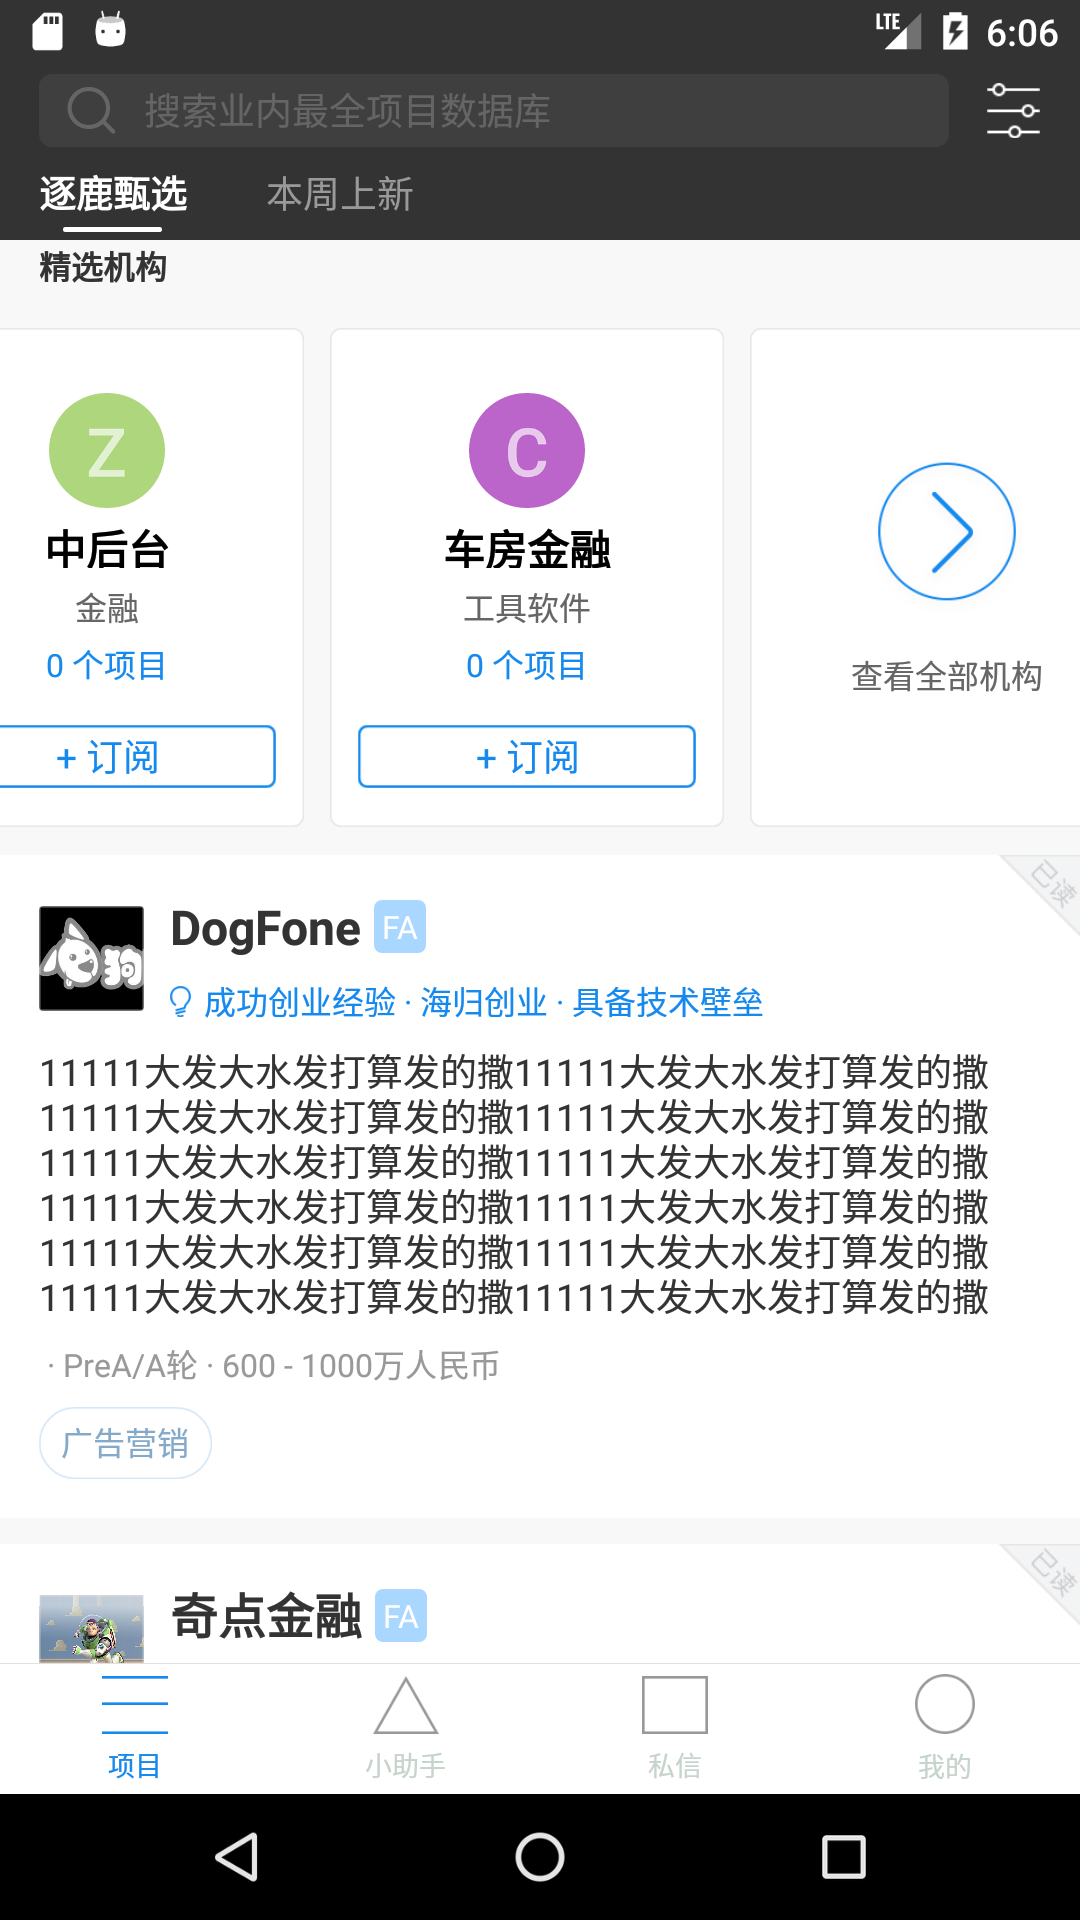 LTE 6:06
搜索业内最全项目数据库
逐鹿甄选 本周上新
精选机构
Z
中后台
金融
0 个项目
+ 订阅
C
车房金融
工具软件
0 个项目
+ 订阅
查看全部机构
已读
狗
DogFone FA
成功创业经验 · 海归创业 · 具备技术壁垒
11111大发大水发打算发的撒11111大发大水发打算发的撒
11111大发大水发打算发的撒11111大发大水发打算发的撒
11111大发大水发打算发的撒11111大发大水发打算发的撒
11111大发大水发打算发的撒11111大发大水发打算发的撒
11111大发大水发打算发的撒11111大发大水发打算发的撒
11111大发大水发打算发的撒11111大发大水发打算发的撒
· PreA/A轮 · 600 - 1000万人民币
广告营销
已读
奇点金融 FA
项目 小助手 私信 我的